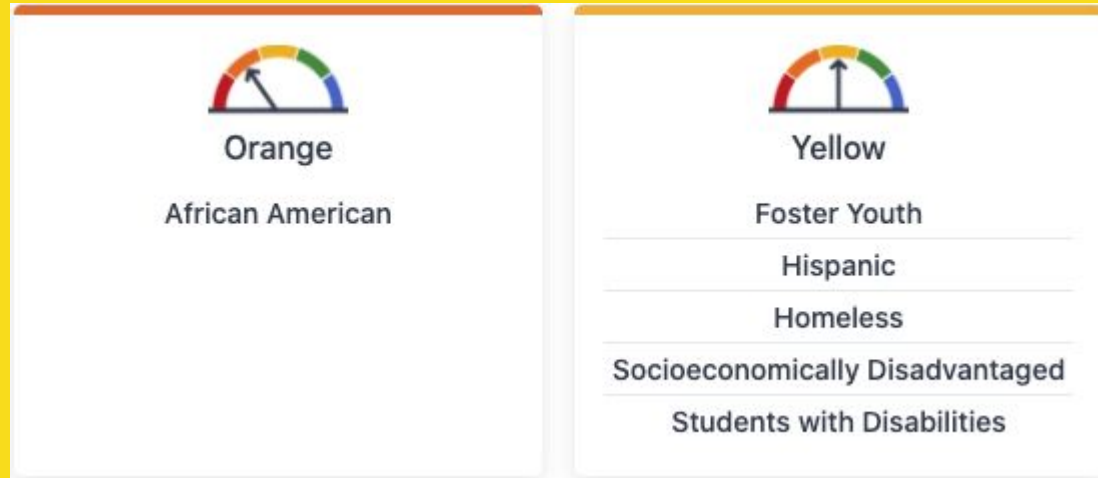 Orange
African American
Yellow
Foster Youth
Hispanic
Homeless
Socioeconomically Disadvantaged
Students with Disabilities